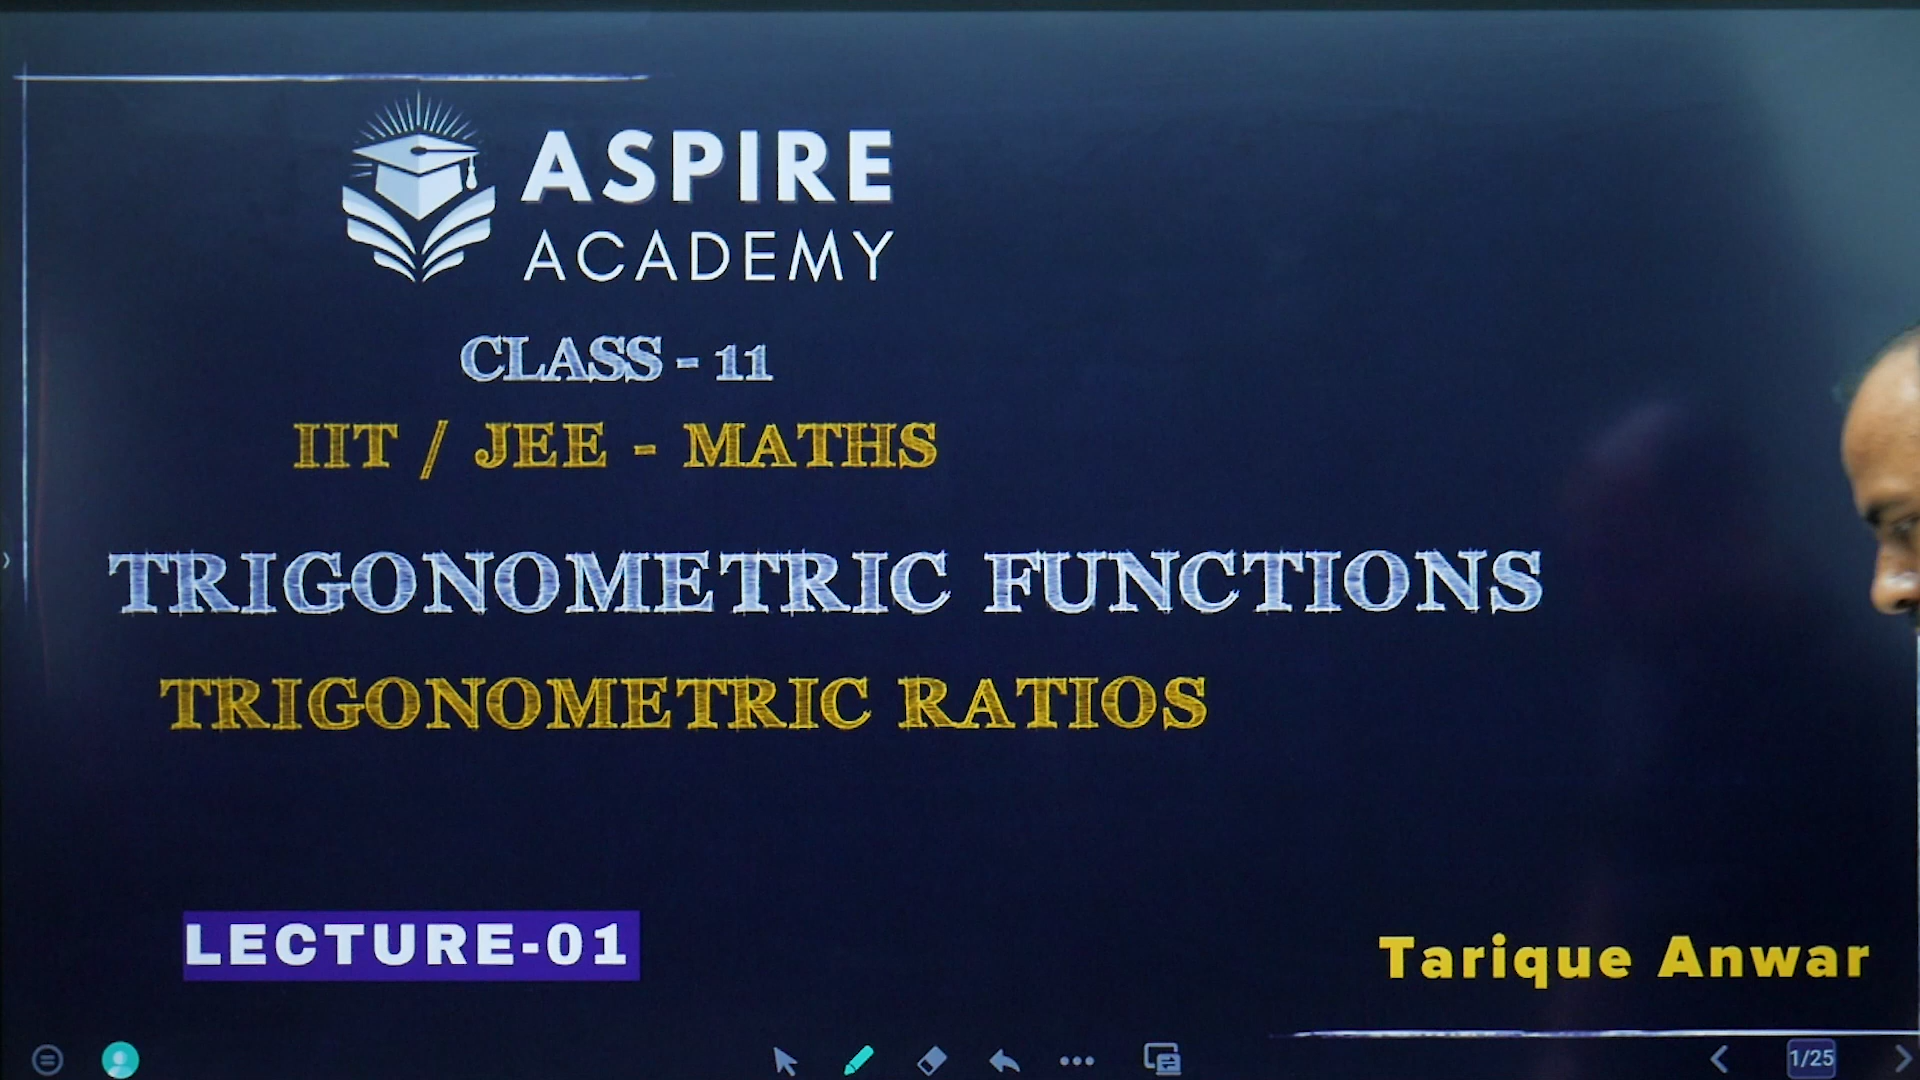 ASPIRE
ACADEMY
CLASS - 11
IIT / JEE - MATHS
TRIGONOMETRIC FUNCTIONS
TRIGONOMETRIC RATIOS
LECTURE-01
Tarique Anwar
1/25